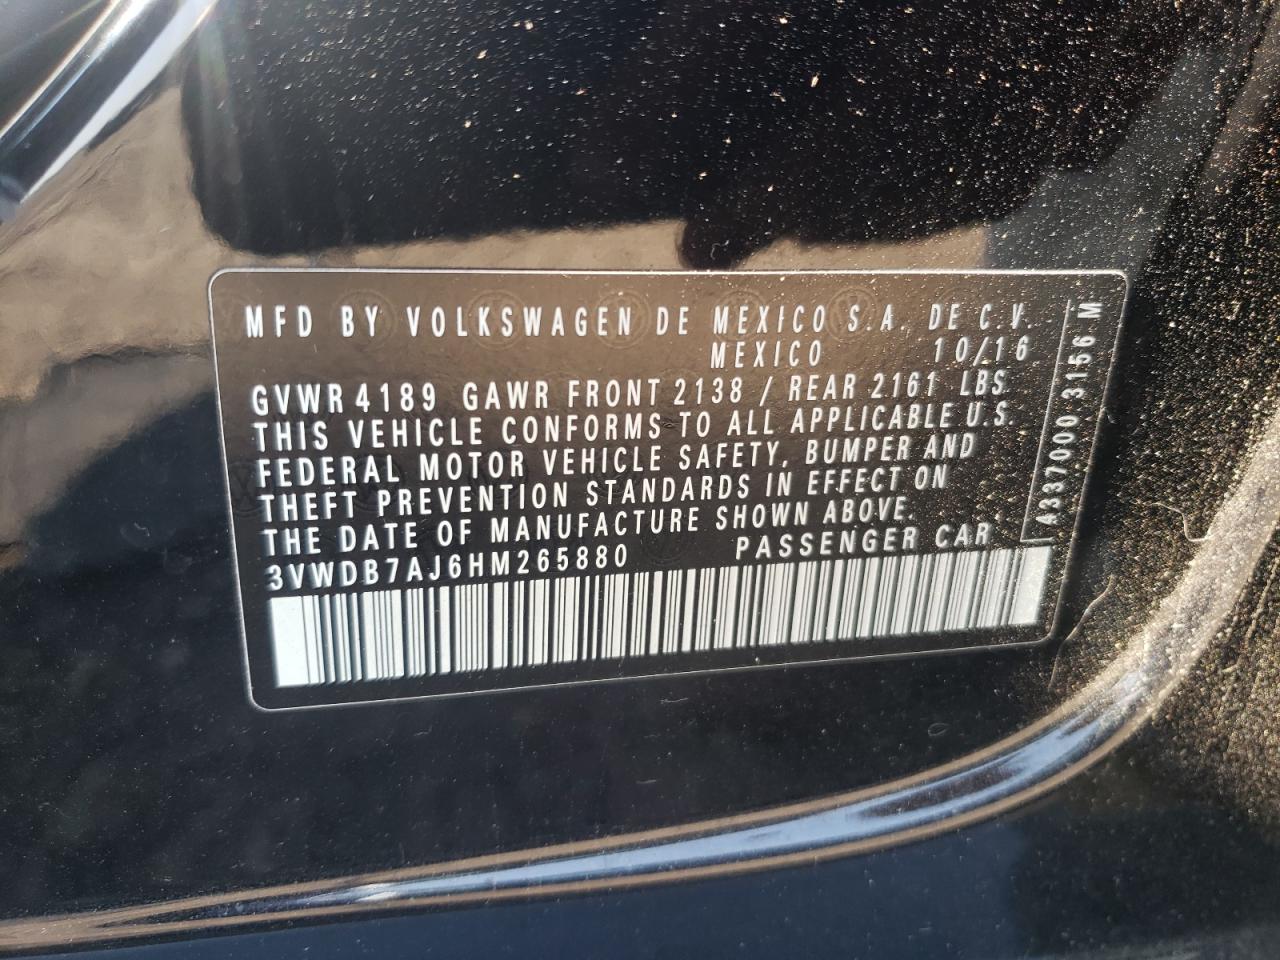 MFD BY VOLKSWAGEN DE MEXICO S.A. DE C.V.
MEXICO 10/16
GVWR 4189 GAWR FRONT 2138 / REAR 2161 LBS
THIS VEHICLE CONFORMS TO ALL APPLICABLE U.S.
FEDERAL MOTOR VEHICLE SAFETY, BUMPER AND
THEFT PREVENTION STANDARDS IN EFFECT ON
THE DATE OF MANUFACTURE SHOWN ABOVE.
3VWDB7AJ6HM265880 PASSENGER CAR
A337000 3156 M